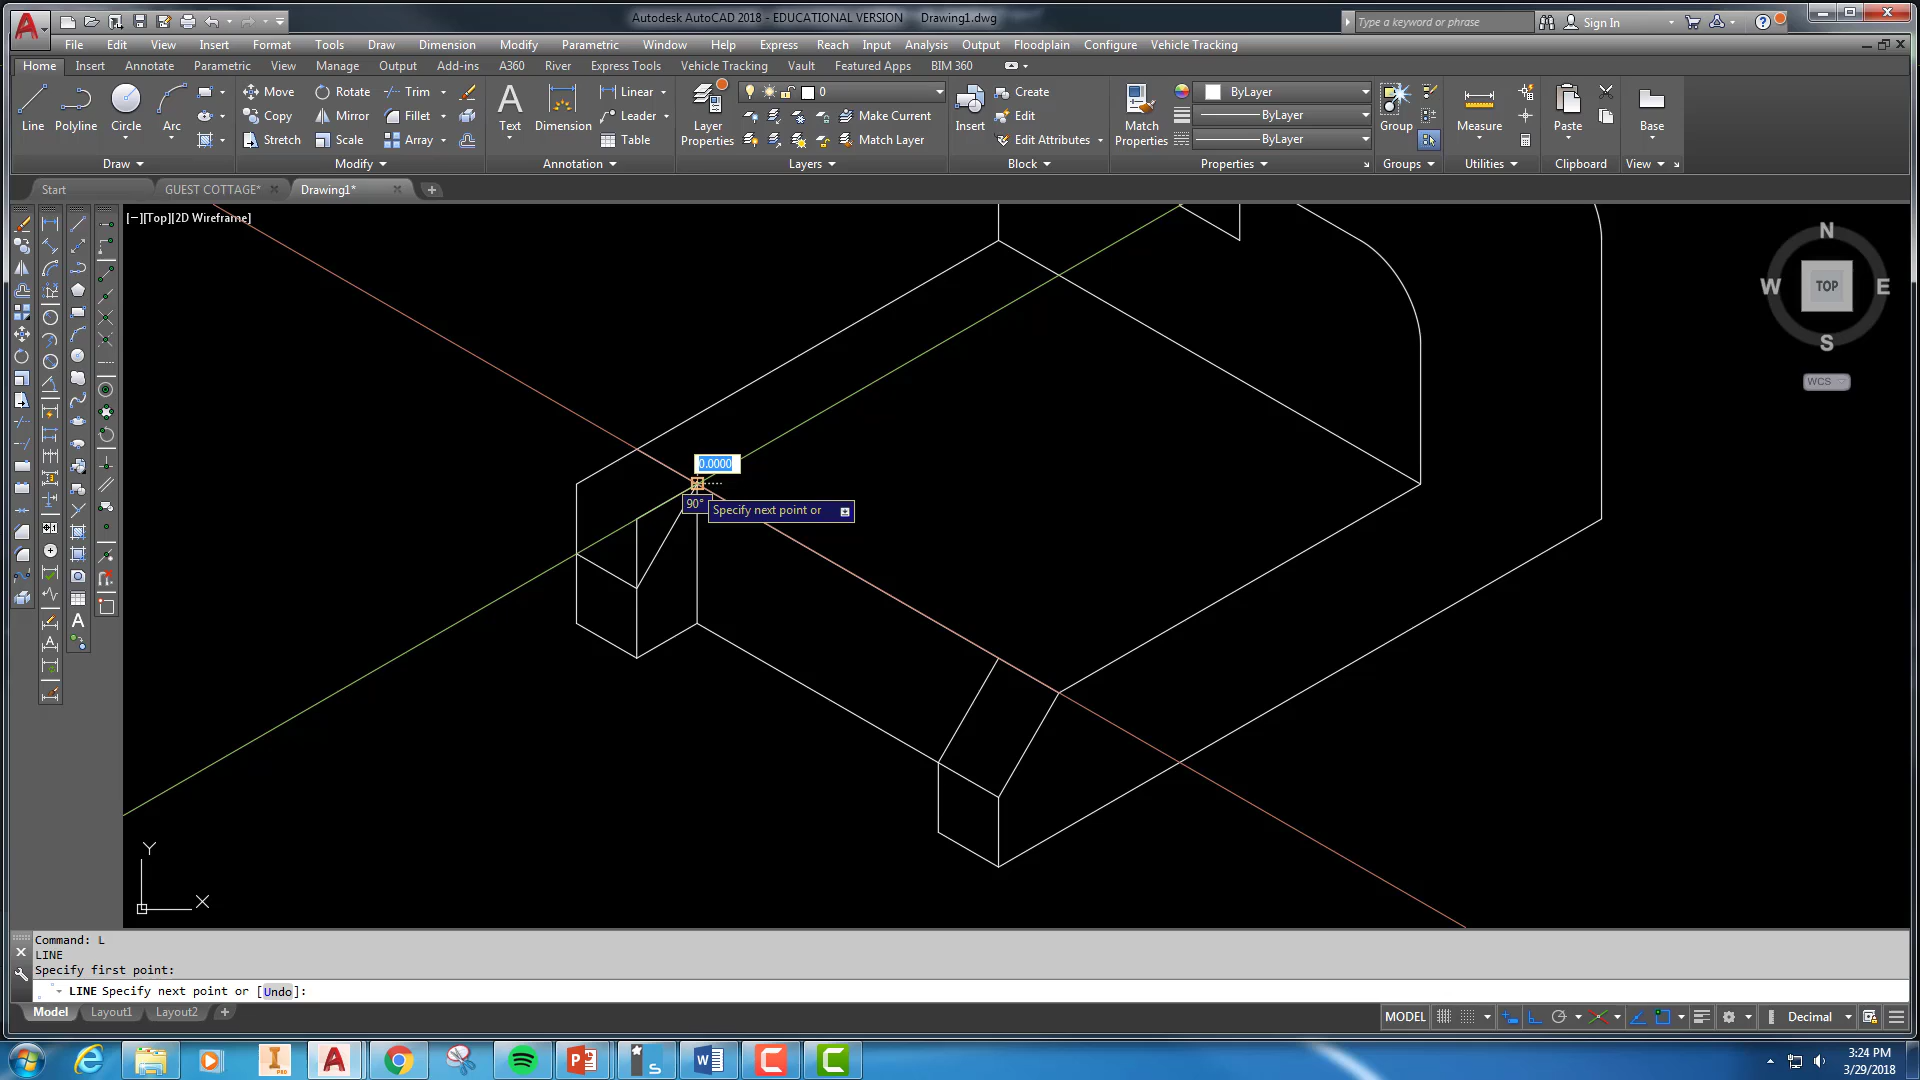 Autodesk AutoCAD 2018 - EDUCATIONAL VERSION Drawing1.dwg
Type a keyword or phrase
Sign In
File Edit View Insert Format Tools Draw Dimension Modify Parametric Window Help Express Reach Input Analysis Output Floodplain Configure Vehicle Tracking
Home Insert Annotate Parametric View Manage Output Add-ins A360 River Express Tools Vehicle Tracking Vault Featured Apps BIM 360
Line Polyline Circle Arc
Move Rotate Trim
Copy Mirror Fillet
Stretch Scale Array
Text Dimension
Linear
Leader
Table
Layer Properties
0
Make Current
Match Layer
Insert
Create
Edit
Edit Attributes
Match Properties
ByLayer
ByLayer
ByLayer
Group
Measure
Paste
Base
Draw Modify Annotation Layers Block Properties Groups Utilities Clipboard View
Start GUEST COTTAGE* Drawing1*
[−][Top][2D Wireframe]
N
W TOP E
S
WCS
0.0000
90°
Specify next point or
Y
X
Command: L
LINE
Specify first point:
LINE Specify next point or [Undo]:
Model Layout1 Layout2
MODEL
Decimal
3:24 PM
3/29/2018